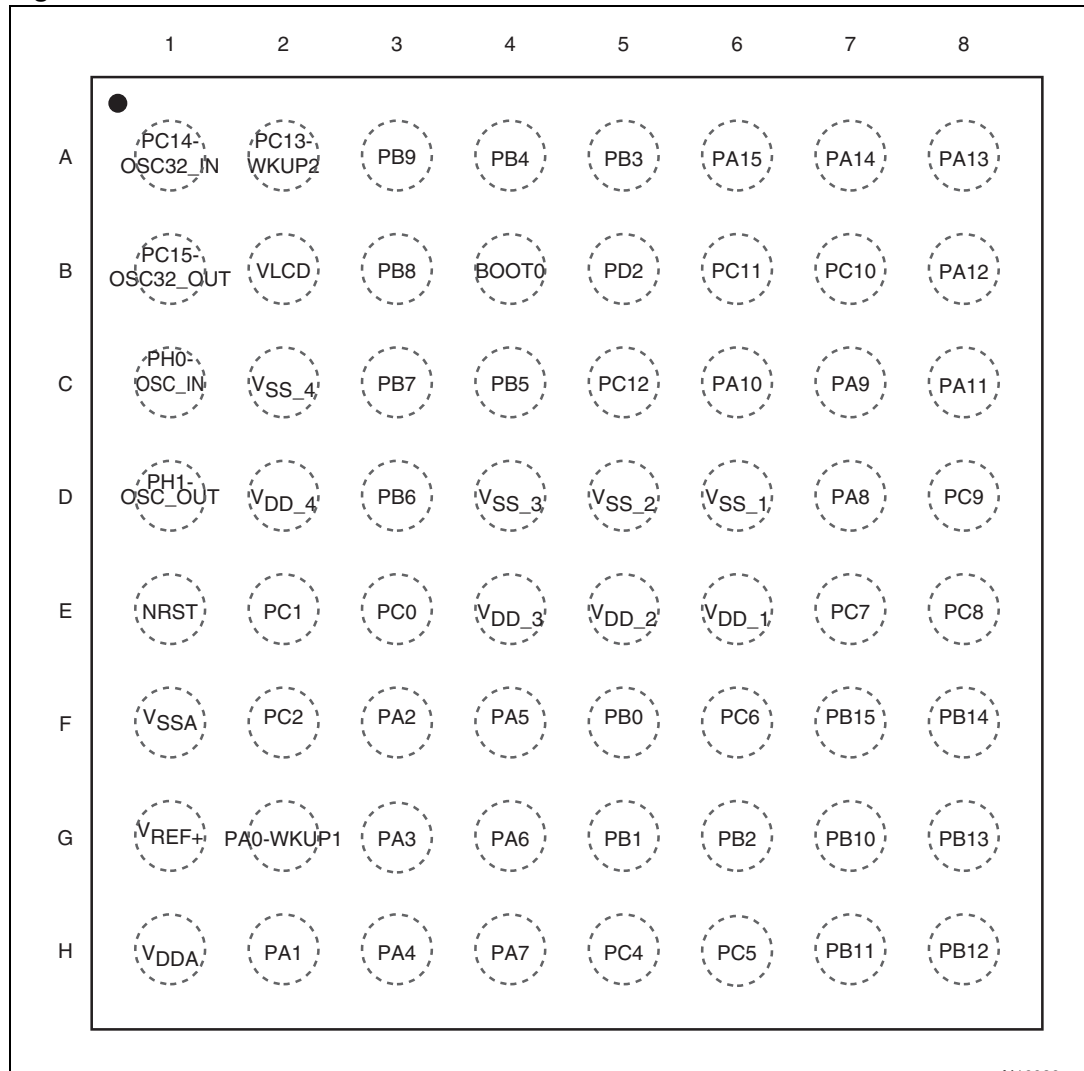 1 2 3 4 5 6 7 8
A PC14-OSC32_IN PC13-WKUP2 PB9 PB4 PB3 PA15 PA14 PA13
B PC15-OSC32_OUT VLCD PB8 BOOT0 PD2 PC11 PC10 PA12
C PH0-OSC_IN VSS_4 PB7 PB5 PC12 PA10 PA9 PA11
D PH1-OSC_OUT VDD_4 PB6 VSS_3 VSS_2 VSS_1 PA8 PC9
E NRST PC1 PC0 VDD_3 VDD_2 VDD_1 PC7 PC8
F VSSA PC2 PA2 PA5 PB0 PC6 PB15 PB14
G VREF+ PA0-WKUP1 PA3 PA6 PB1 PB2 PB10 PB13
H VDDA PA1 PA4 PA7 PC4 PC5 PB11 PB12